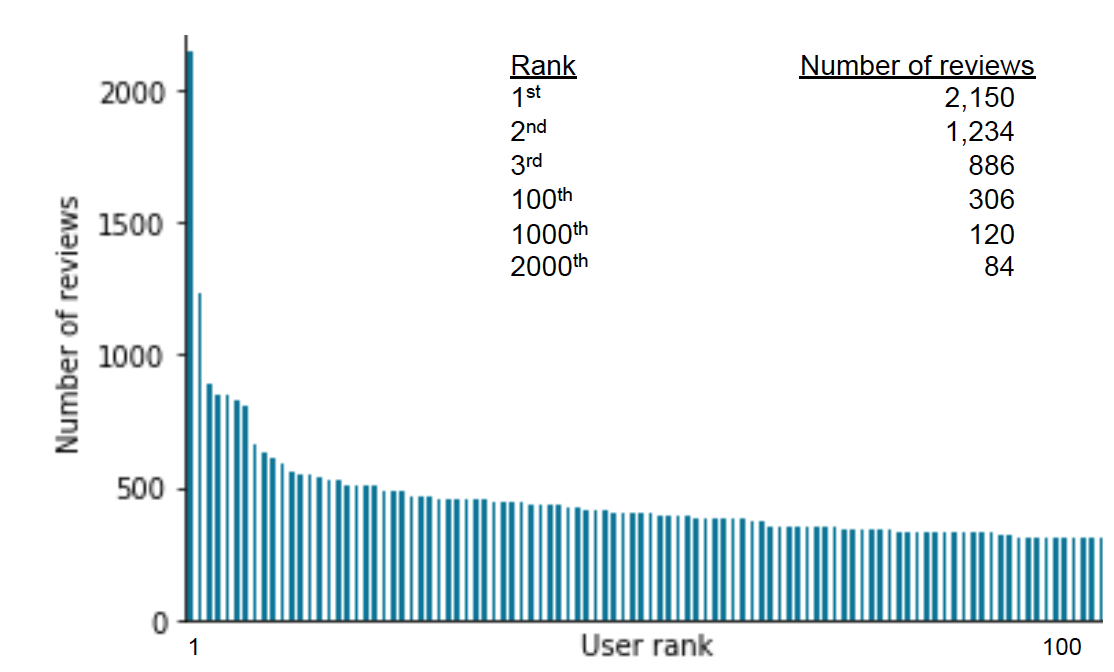 Rank Number of reviews
1st 2,150
2nd 1,234
3rd 886
100th 306
1000th 120
2000th 84
Number of reviews
2000
1500
1000
500
0
1 User rank 100